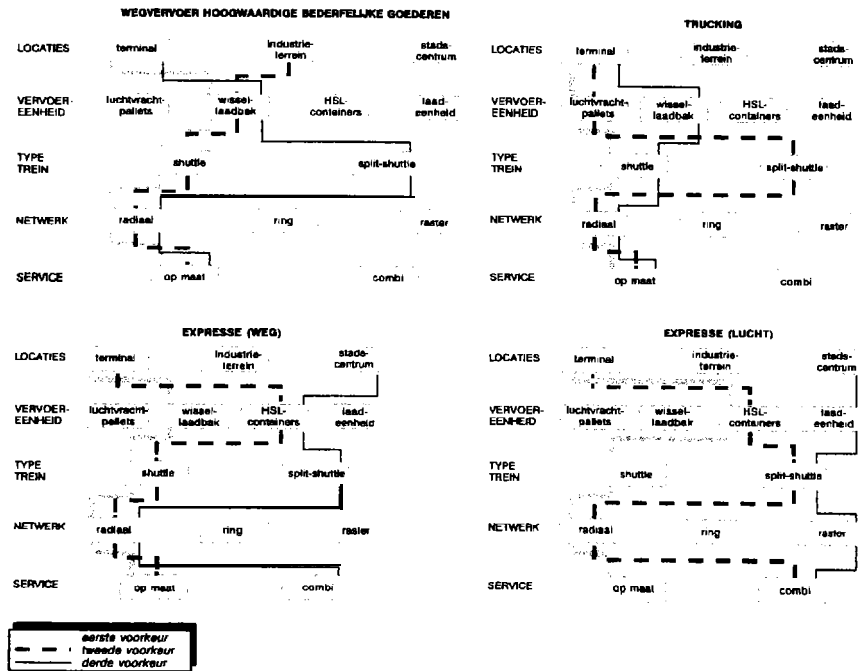 WEGVERVOER HOOGWAARDIGE BEDERFELIJKE GOEDEREN
LOCATIES terminal industrie-terrein stads-centrum
VERVOER-EENHEID luchtvracht-pallets wissel-laadbak HSL-containers laad-eenheid
TYPE TREIN shuttle split-shuttle
NETWERK radiaal ring raster
SERVICE op maat combi
TRUCKING
LOCATIES terminal industrie-terrein stads-centrum
VERVOER-EENHEID luchtvracht-pallets wissel-laadbak HSL-containers laad-eenheid
TYPE TREIN shuttle split-shuttle
NETWERK radiaal ring raster
SERVICE op maat combi
EXPRESSE (WEG)
LOCATIES terminal industrie-terrein stads-centrum
VERVOER-EENHEID luchtvracht-pallets wissel-laadbak HSL-containers laad-eenheid
TYPE TREIN shuttle split-shuttle
NETWERK radiaal ring raster
SERVICE op maat combi
EXPRESSE (LUCHT)
LOCATIES terminal industrie-terrein stads-centrum
VERVOER-EENHEID luchtvracht-pallets wissel-laadbak HSL-containers laad-eenheid
TYPE TREIN shuttle split-shuttle
NETWERK radiaal ring raster
SERVICE op maat combi
eerste voorkeur
tweede voorkeur
derde voorkeur